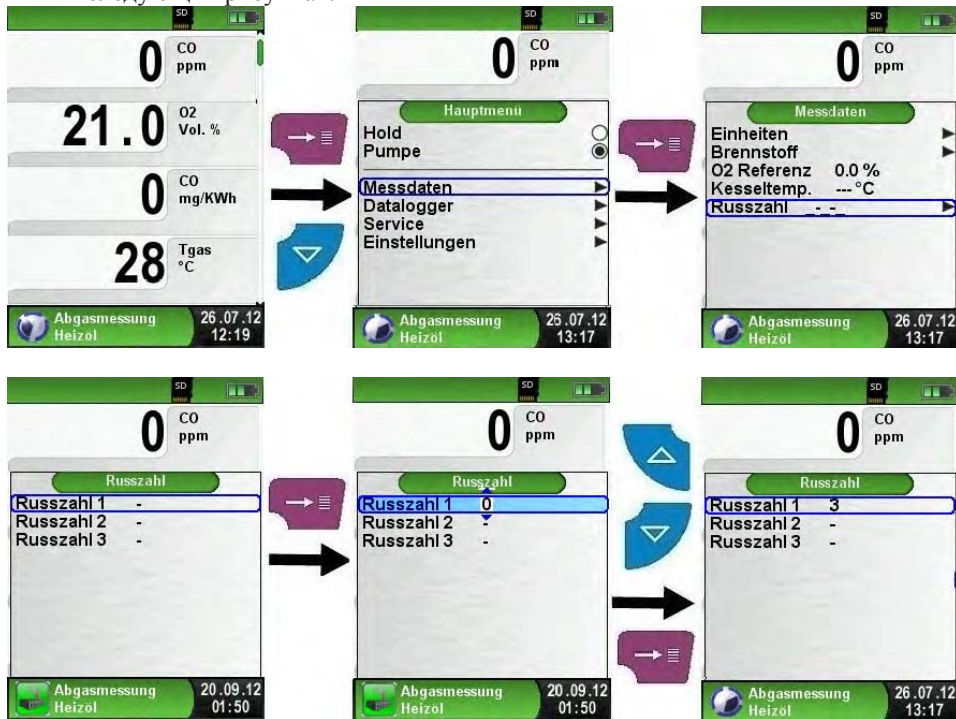 SD
0 CO ppm
21.0 O2 Vol. %
0 CO mg/KWh
28 Tgas °C
Abgasmessung 26.07.12
Heizöl 12:19
SD
0 CO ppm
Hauptmenü
Hold
Pumpe
Messdaten
Datalogger
Service
Einstellungen
Abgasmessung 26.07.12
Heizöl 13:17
SD
0 CO ppm
Messdaten
Einheiten
Brennstoff
O2 Referenz 0.0 %
Kesseltemp. --- °C
Russzahl _-_-_
Abgasmessung 26.07.12
Heizöl 13:17
SD
0 CO ppm
Russzahl
Russzahl 1 -
Russzahl 2 -
Russzahl 3 -
Abgasmessung 20.09.12
Heizöl 01:50
SD
0 CO ppm
Russzahl
Russzahl 1 0
Russzahl 2 -
Russzahl 3 -
Abgasmessung 20.09.12
Heizöl 01:50
SD
0 CO ppm
Russzahl
Russzahl 1 3
Russzahl 2 -
Russzahl 3 -
Abgasmessung 26.07.12
Heizöl 13:17